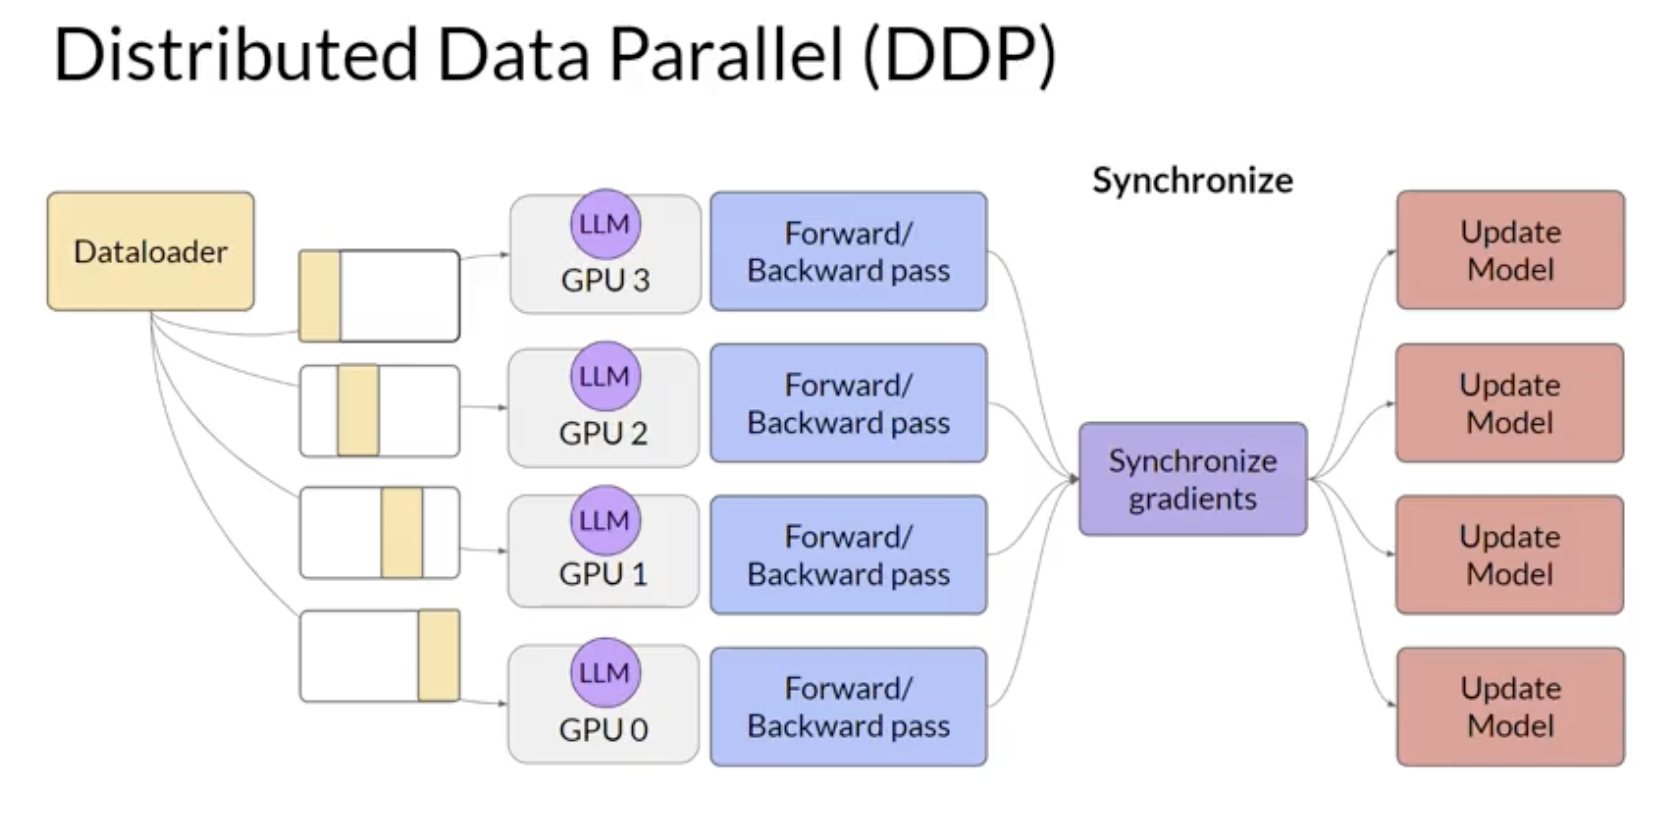 Distributed Data Parallel (DDP)
Synchronize
Dataloader
LLM
GPU 3
Forward/
Backward pass
Update
Model
LLM
GPU 2
Forward/
Backward pass
Update
Model
Synchronize
gradients
LLM
GPU 1
Forward/
Backward pass
Update
Model
LLM
GPU 0
Forward/
Backward pass
Update
Model